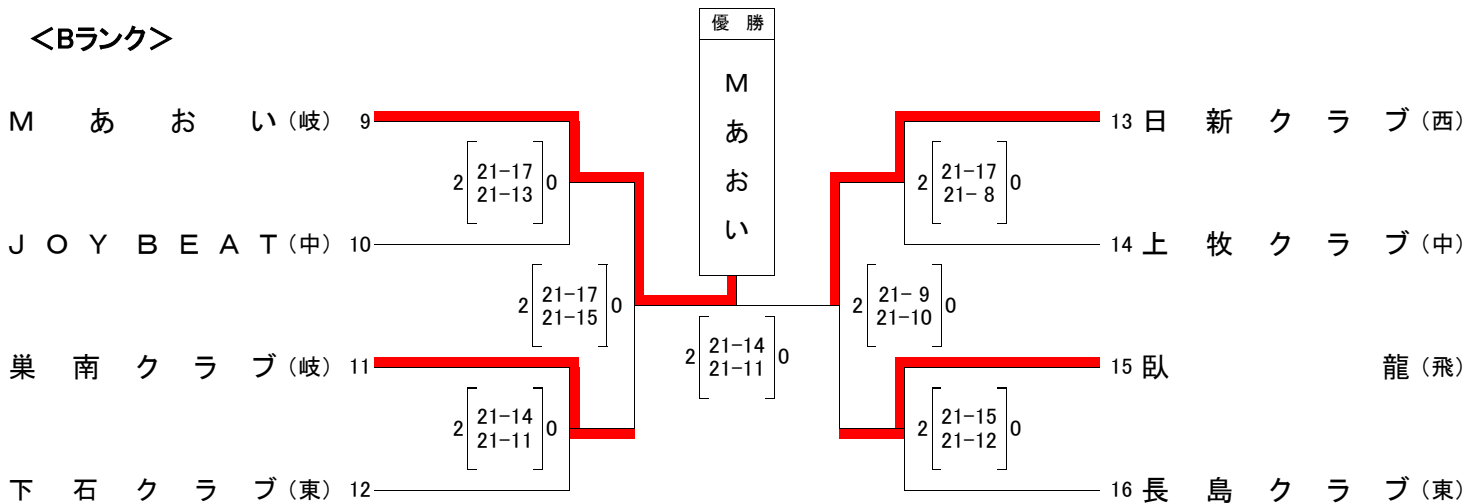 ＜Bランク＞
優 勝
Mあおい
Mあおい(岐) 9
13 日新クラブ(西)
2[21-17 21-13]0
2[21-17 21- 8]0
JOYBEAT(中) 10
14 上牧クラブ(中)
2[21-17 21-15]0
2[21-14 21-11]0
2[21- 9 21-10]0
巣南クラブ(岐) 11
15 臥龍(飛)
2[21-14 21-11]0
2[21-15 21-12]0
下石クラブ(東) 12
16 長島クラブ(東)